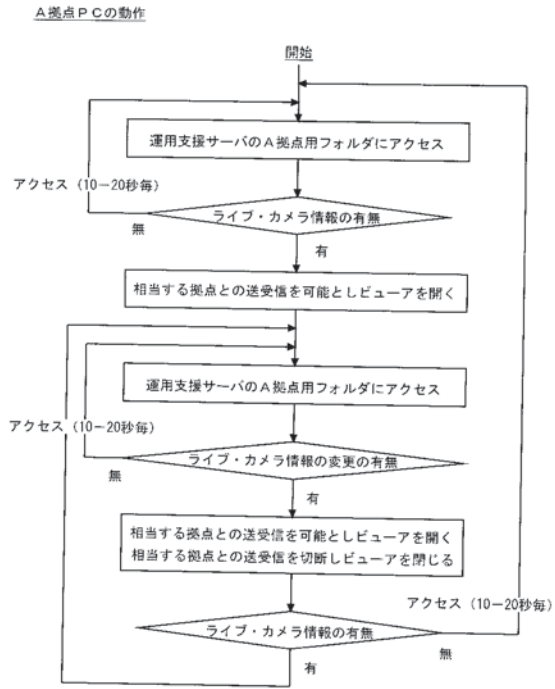 A拠点PCの動作
開始
運用支援サーバのA拠点用フォルダにアクセス
アクセス(10-20秒毎)
ライブ・カメラ情報の有無
無
有
相当する拠点との送受信を可能としビューアを開く
運用支援サーバのA拠点用フォルダにアクセス
アクセス(10-20秒毎)
ライブ・カメラ情報の変更の有無
無
有
相当する拠点との送受信を可能としビューアを開く
相当する拠点との送受信を切断しビューアを閉じる
アクセス(10-20秒毎)
ライブ・カメラ情報の有無
無
有